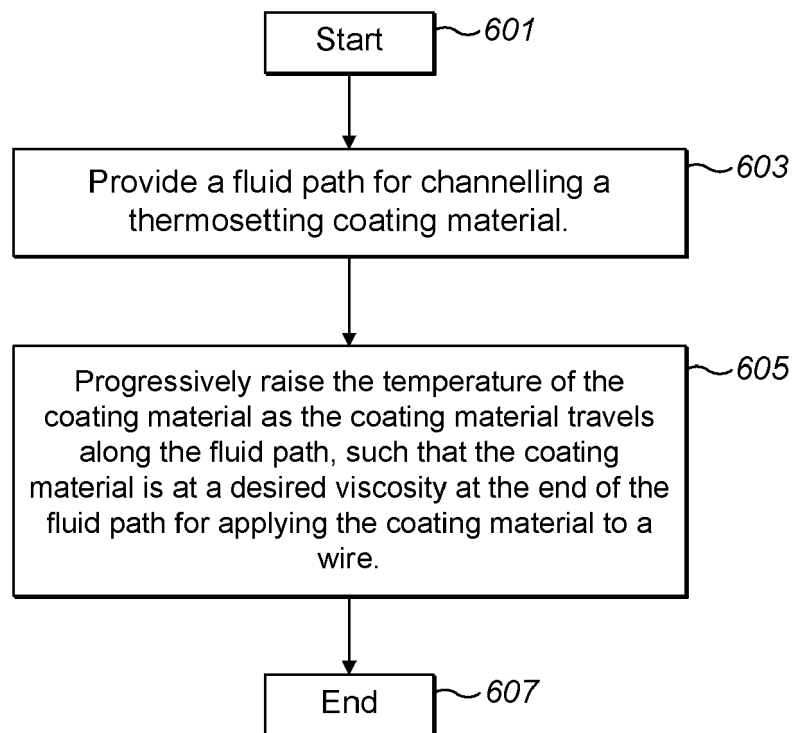 Start
601
Provide a fluid path for channelling a
thermosetting coating material.
603
Progressively raise the temperature of the
coating material as the coating material travels
along the fluid path, such that the coating
material is at a desired viscosity at the end of the
fluid path for applying the coating material to a
wire.
605
End
607